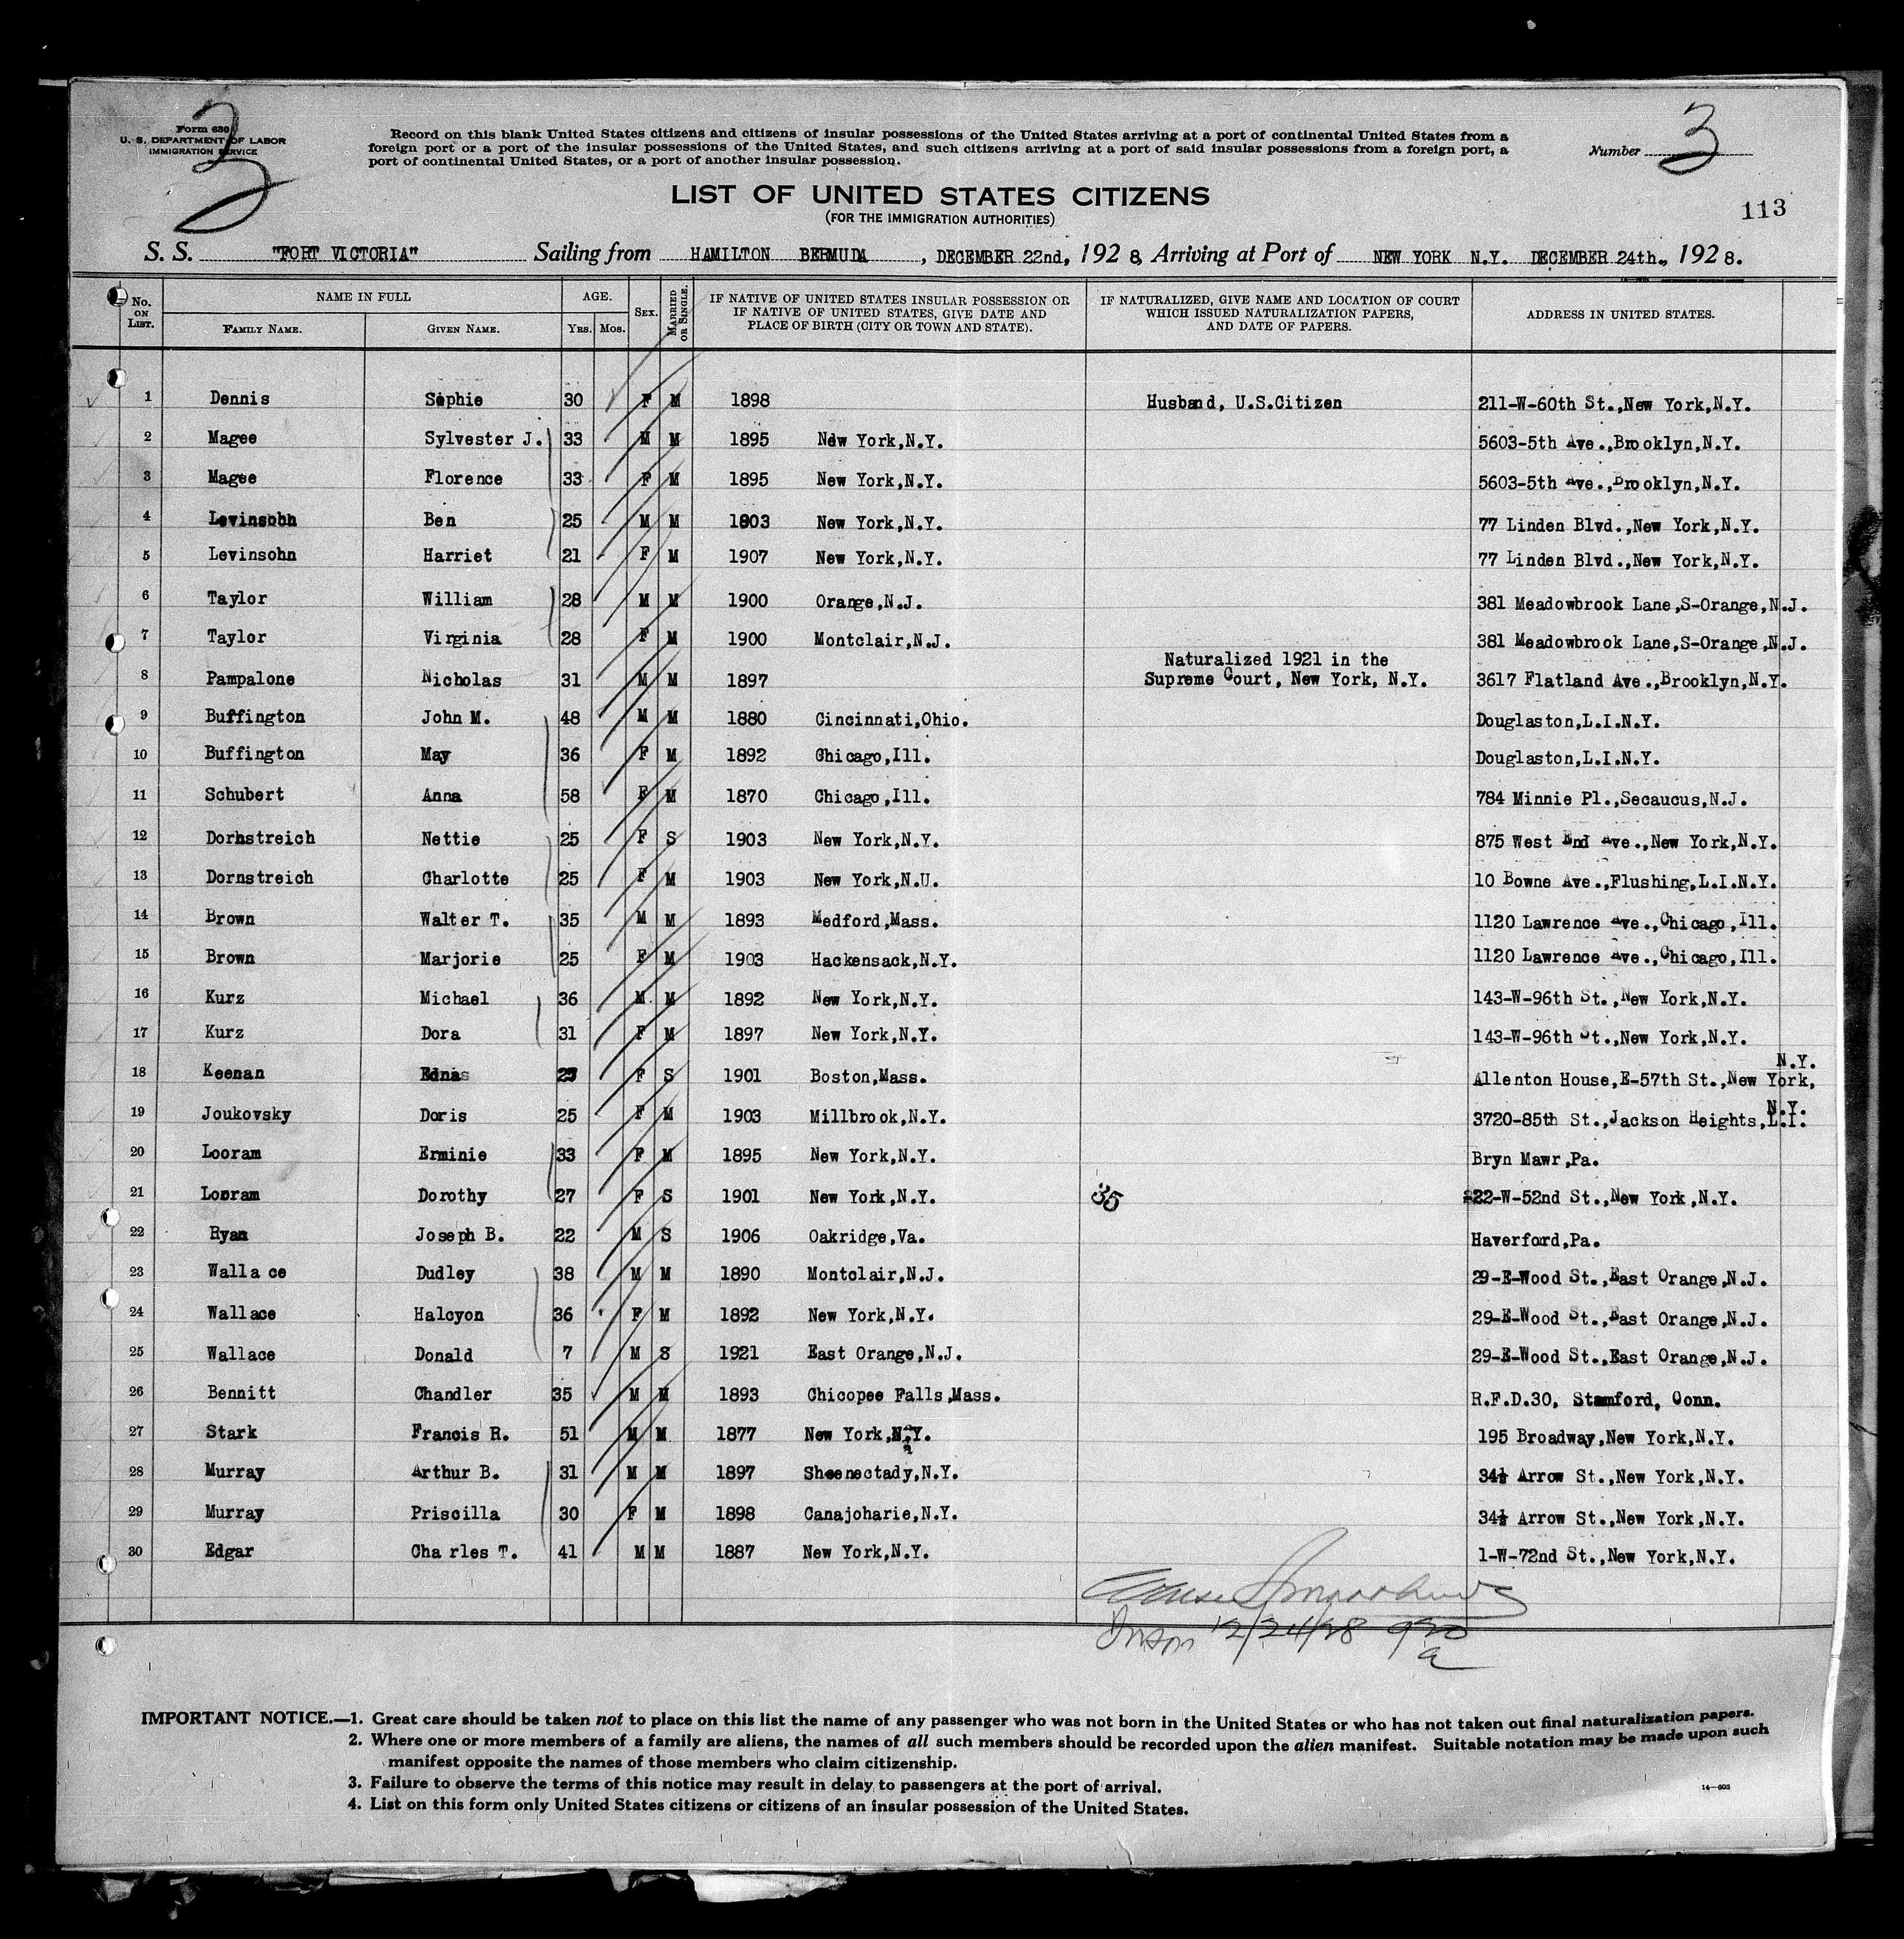 3
Form 630
U. S. DEPARTMENT OF LABOR
IMMIGRATION SERVICE
Record on this blank United States citizens and citizens of insular possessions of the United States arriving at a port of continental United States from a
foreign port or a port of the insular possessions of the United States, and such citizens arriving at a port of said insular possessions from a foreign port, a
port of continental United States, or a port of another insular possession.
Number 3
LIST OF UNITED STATES CITIZENS
(FOR THE IMMIGRATION AUTHORITIES)
113
S. S. "FORT VICTORIA" Sailing from HAMILTON BERMUDA, DECEMBER 22nd, 1928, Arriving at Port of NEW YORK N.Y. DECEMBER 24th., 1928.
No. ON LIST. NAME IN FULL FAMILY NAME. GIVEN NAME. AGE. YRS. MOS. SEX. MARRIED OR SINGLE. IF NATIVE OF UNITED STATES INSULAR POSSESSION OR IF NATIVE OF UNITED STATES, GIVE DATE AND PLACE OF BIRTH (CITY OR TOWN AND STATE). IF NATURALIZED, GIVE NAME AND LOCATION OF COURT WHICH ISSUED NATURALIZATION PAPERS, AND DATE OF PAPERS. ADDRESS IN UNITED STATES.
1 Dennis Sophie 30 F M 1898 Husband, U.S.Citizen 211-W-60th St.,New York,N.Y.
2 Magee Sylvester J. 33 M M 1895 New York,N.Y. 5603-5th Ave.,Brooklyn,N.Y.
3 Magee Florence 33 F M 1895 New York,N.Y. 5603-5th Ave.,Brooklyn,N.Y.
4 Levinsohn Ben 25 M M 1903 New York,N.Y. 77 Linden Blvd.,New York,N.Y.
5 Levinsohn Harriet 21 F M 1907 New York,N.Y. 77 Linden Blvd.,New York,N.Y.
6 Taylor William 28 M M 1900 Orange,N.J. 381 Meadowbrook Lane,S-Orange,N.J.
7 Taylor Virginia 28 F M 1900 Montclair,N.J. 381 Meadowbrook Lane,S-Orange,N.J.
8 Pampalone Nicholas 31 M M 1897 Naturalized 1921 in the Supreme Court, New York, N.Y. 3617 Flatland Ave.,Brooklyn,N.Y.
9 Buffington John M. 48 M M 1880 Cincinnati,Ohio. Douglaston,L.I.N.Y.
10 Buffington May 36 F M 1892 Chicago,Ill. Douglaston,L.I.N.Y.
11 Schubert Anna 58 F M 1870 Chicago,Ill. 784 Minnie Pl.,Secaucus,N.J.
12 Dornstreich Nettie 25 F S 1903 New York,N.Y. 875 West End Ave.,New York,N.Y.
13 Dornstreich Charlotte 25 F M 1903 New York,N.U. 10 Bowne Ave.,Flushing,L.I.N.Y.
14 Brown Walter T. 35 M M 1893 Medford,Mass. 1120 Lawrence Ave.,Chicago,Ill.
15 Brown Marjorie 25 F M 1903 Hackensack,N.Y. 1120 Lawrence Ave.,Chicago,Ill.
16 Kurz Michael 36 M M 1892 New York,N.Y. 143-W-96th St.,New York,N.Y.
17 Kurz Dora 31 F M 1897 New York,N.Y. 143-W-96th St.,New York,N.Y.
18 Keenan Edna 27 F S 1901 Boston,Mass. Allenton House,E-57th St.,New York, N.Y.
19 Joukovsky Doris 25 F M 1903 Millbrook,N.Y. 3720-85th St.,Jackson Heights,L.I. N.Y.
20 Looram Erminie 33 F M 1895 New York,N.Y. Bryn Mawr,Pa.
21 Looram Dorothy 27 F S 1901 New York,N.Y. 35 322-W-52nd St.,New York,N.Y.
22 Ryan Joseph B. 22 M S 1906 Oakridge,Va. Haverford,Pa.
23 Wallace Dudley 38 M M 1890 Montclair,N.J. 29-E-Wood St.,East Orange,N.J.
24 Wallace Halcyon 36 F M 1892 New York,N.Y. 29-E-Wood St.,East Orange,N.J.
25 Wallace Donald 7 M S 1921 East Orange,N.J. 29-E-Wood St.,East Orange,N.J.
26 Bennitt Chandler 35 M M 1893 Chicopee Falls,Mass. R.F.D.30, Stamford, Conn.
27 Stark Francis R. 51 M M 1877 New York,N.Y. 195 Broadway,New York,N.Y.
28 Murray Arthur B. 31 M M 1897 Sheenectady,N.Y. 34½ Arrow St.,New York,N.Y.
29 Murray Priscilla 30 F M 1898 Canajoharie,N.Y. 34½ Arrow St.,New York,N.Y.
30 Edgar Charles T. 41 M M 1887 New York,N.Y. 1-W-72nd St.,New York,N.Y.
12/24/28 920 a
IMPORTANT NOTICE.—1. Great care should be taken not to place on this list the name of any passenger who was not born in the United States or who has not taken out final naturalization papers.
2. Where one or more members of a family are aliens, the names of all such members should be recorded upon the alien manifest. Suitable notation may be made upon such
manifest opposite the names of those members who claim citizenship.
3. Failure to observe the terms of this notice may result in delay to passengers at the port of arrival.
4. List on this form only United States citizens or citizens of an insular possession of the United States.
14—603